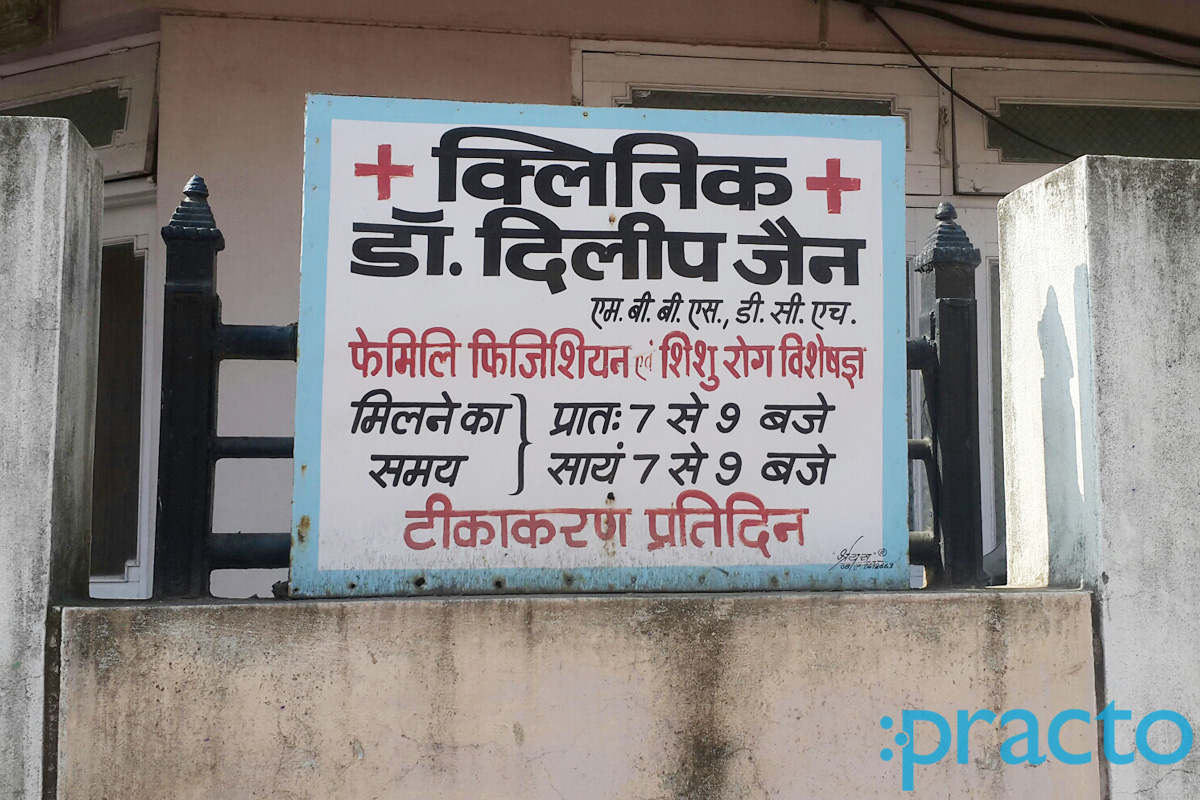 + क्लिनिक +
डॉ. दिलीप जैन
एम. बी. बी. एस., डी. सी. एच.
फेमिलि फिजिशियन एवं शिशु रोग विशेषज्ञ
मिलने का } प्रातः 7 से 9 बजे
समय सायं 7 से 9 बजे
टीकाकरण प्रतिदिन
practo